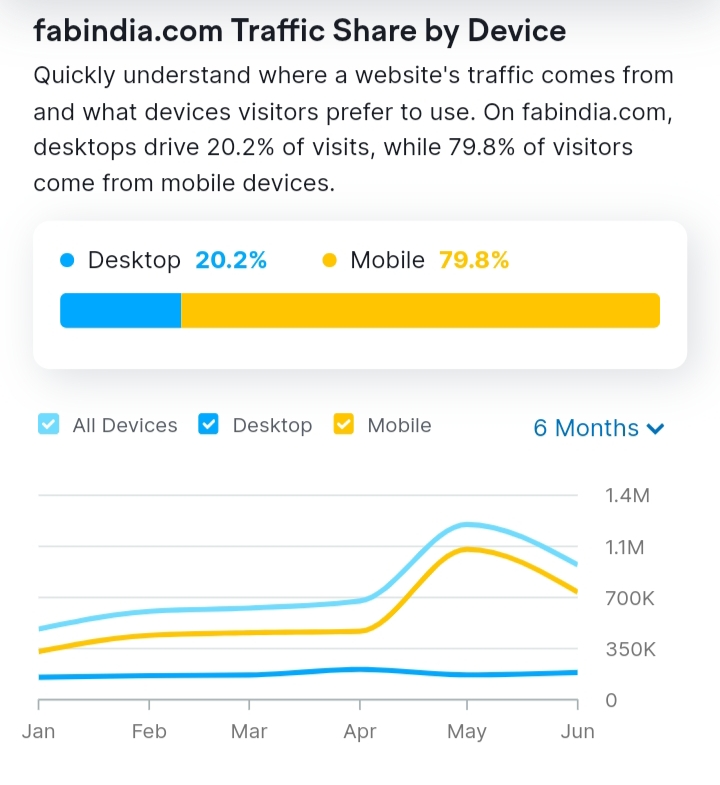 fabindia.com Traffic Share by Device
Quickly understand where a website's traffic comes from
and what devices visitors prefer to use. On fabindia.com,
desktops drive 20.2% of visits, while 79.8% of visitors
come from mobile devices.
Desktop 20.2% Mobile 79.8%
All Devices Desktop Mobile 6 Months
1.4M
1.1M
700K
350K
0
Jan Feb Mar Apr May Jun